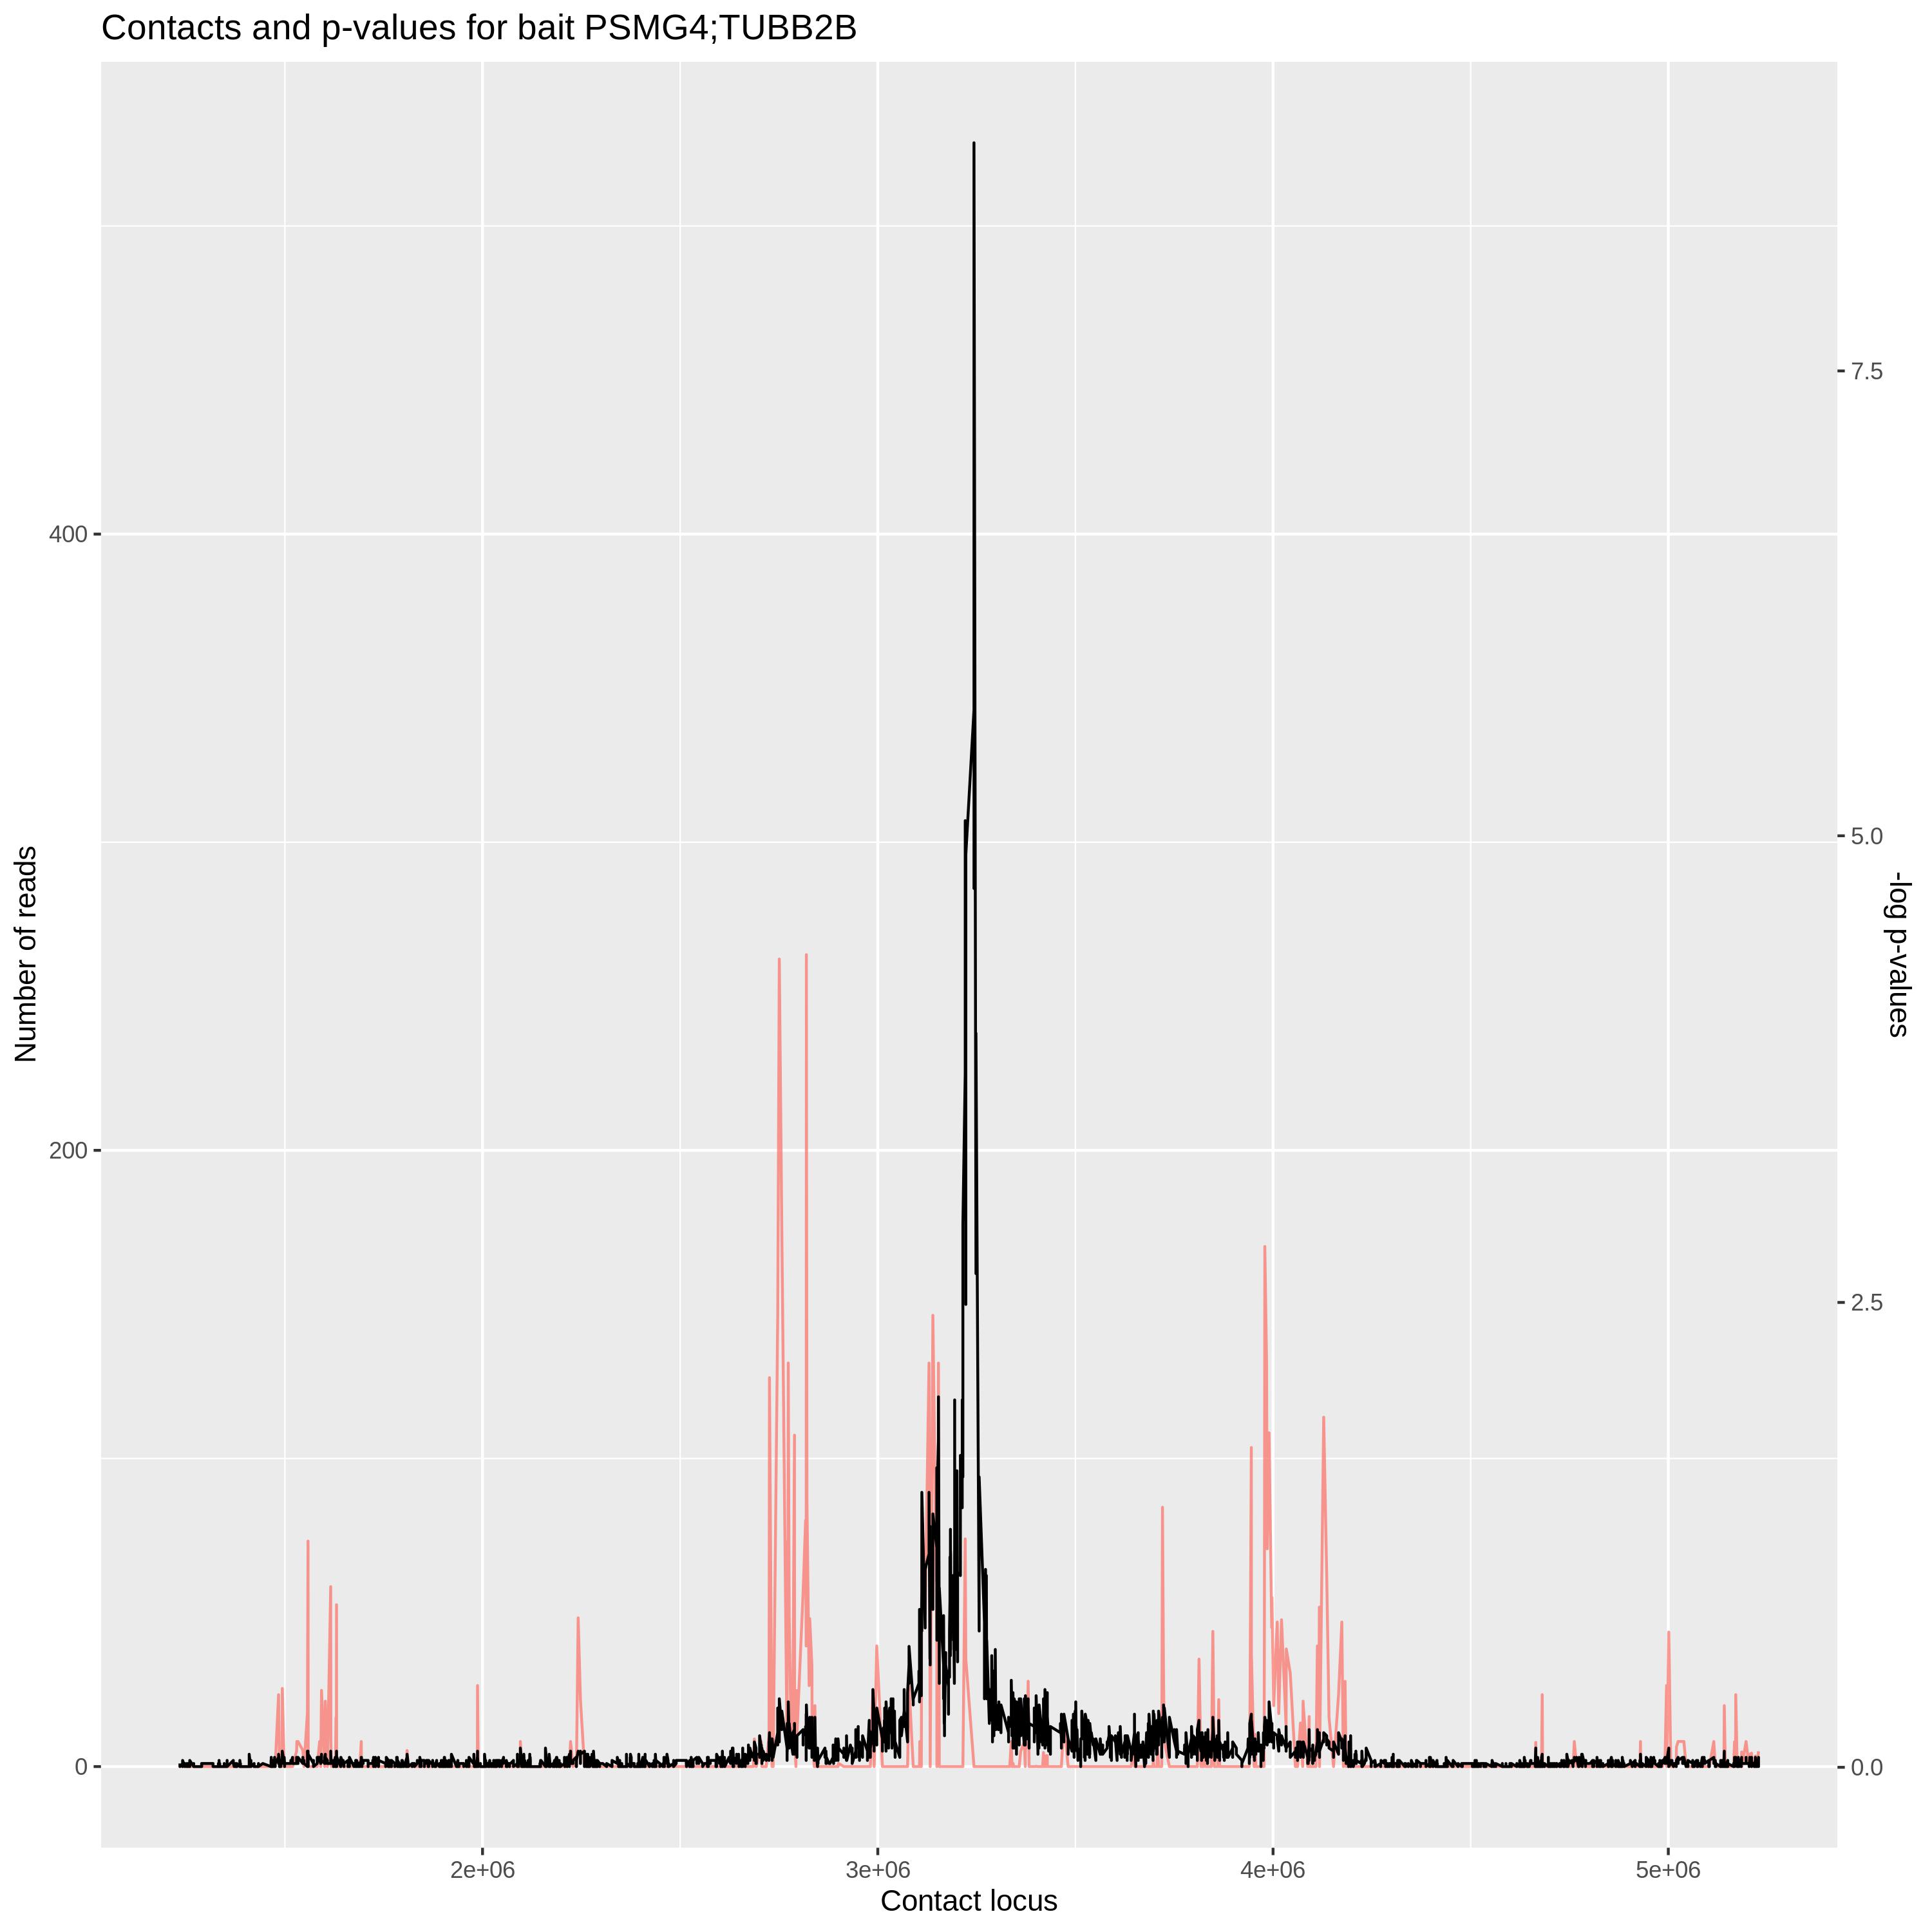 Contacts and p-values for bait PSMG4;TUBB2B
400
200
0
Number of reads
7.5
5.0
2.5
0.0
-log p-values
2e+06
3e+06
4e+06
5e+06
Contact locus